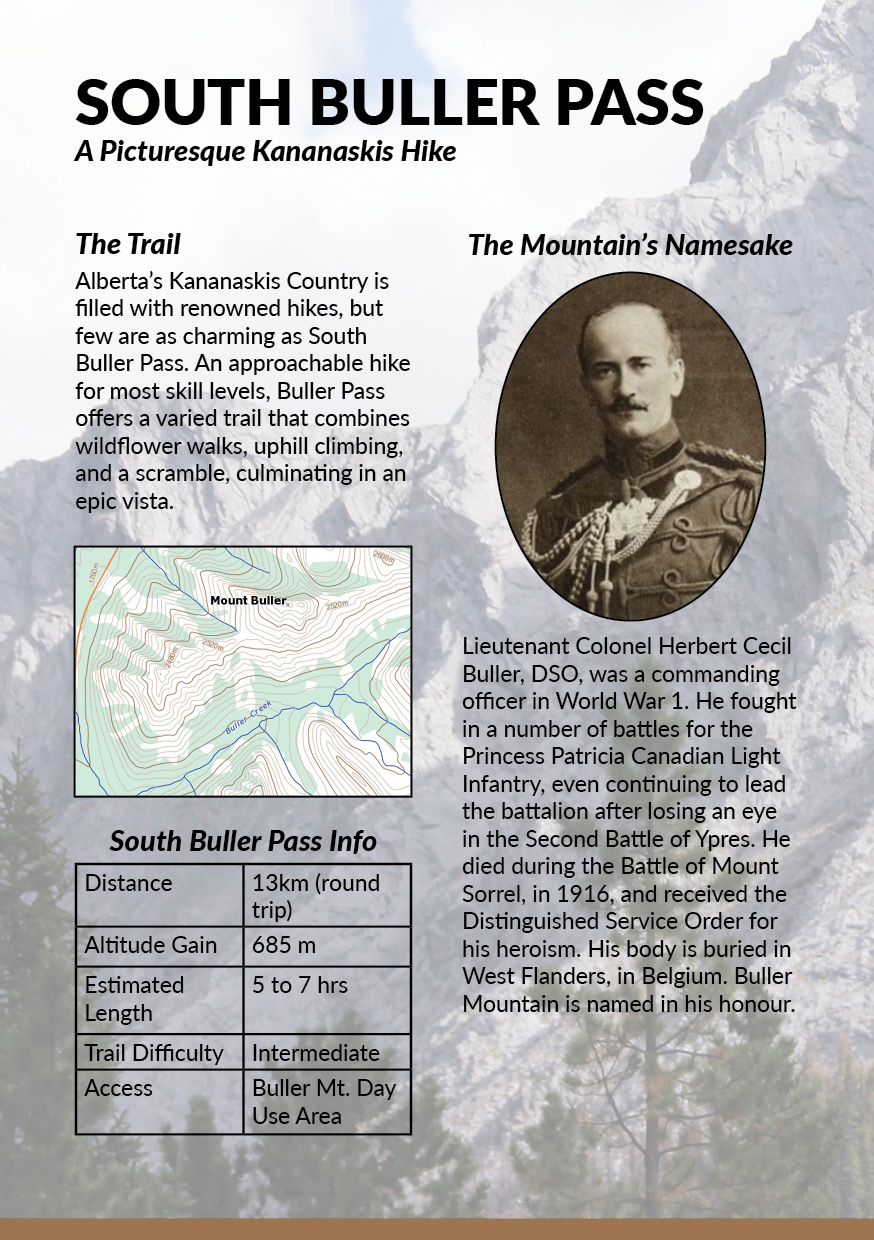 SOUTH BULLER PASS
A Picturesque Kananaskis Hike
The Trail
Alberta’s Kananaskis Country is
filled with renowned hikes, but
few are as charming as South
Buller Pass. An approachable hike
for most skill levels, Buller Pass
offers a varied trail that combines
wildflower walks, uphill climbing,
and a scramble, culminating in an
epic vista.
1760m
2600m
Mount Buller
2520m
2520m
2480m
Buller Creek
South Buller Pass Info
Distance
13km (round
trip)
Altitude Gain
685 m
Estimated
Length
5 to 7 hrs
Trail Difficulty
Intermediate
Access
Buller Mt. Day
Use Area
The Mountain’s Namesake
Lieutenant Colonel Herbert Cecil
Buller, DSO, was a commanding
officer in World War 1. He fought
in a number of battles for the
Princess Patricia Canadian Light
Infantry, even continuing to lead
the battalion after losing an eye
in the Second Battle of Ypres. He
died during the Battle of Mount
Sorrel, in 1916, and received the
Distinguished Service Order for
his heroism. His body is buried in
West Flanders, in Belgium. Buller
Mountain is named in his honour.